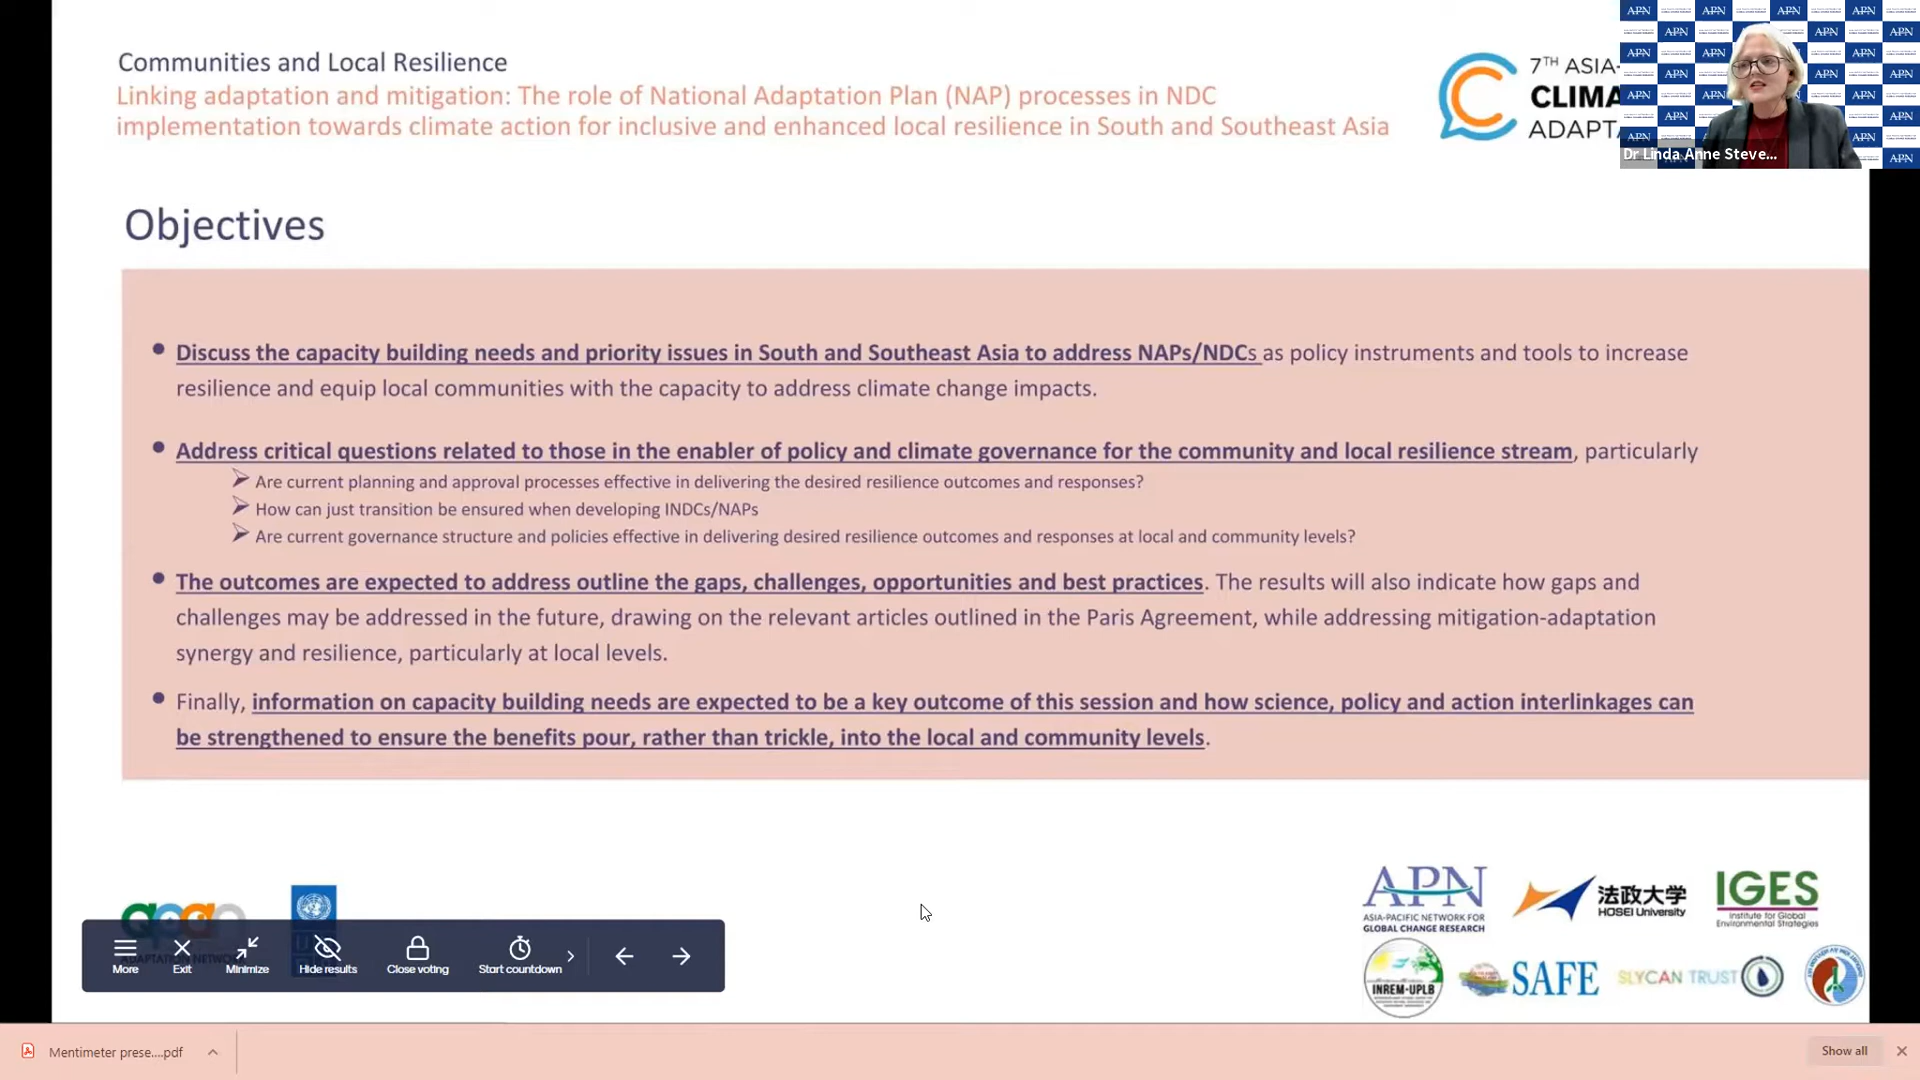 Communities and Local Resilience
Linking adaptation and mitigation: The role of National Adaptation Plan (NAP) processes in NDC
implementation towards climate action for inclusive and enhanced local resilience in South and Southeast Asia
7TH ASIA-
CLIMA
ADAPTA
APN
Dr Linda Anne Steve...
Objectives
• Discuss the capacity building needs and priority issues in South and Southeast Asia to address NAPs/NDCs as policy instruments and tools to increase
resilience and equip local communities with the capacity to address climate change impacts.
• Address critical questions related to those in the enabler of policy and climate governance for the community and local resilience stream, particularly
➢ Are current planning and approval processes effective in delivering the desired resilience outcomes and responses?
➢ How can just transition be ensured when developing INDCs/NAPs
➢ Are current governance structure and policies effective in delivering desired resilience outcomes and responses at local and community levels?
• The outcomes are expected to address outline the gaps, challenges, opportunities and best practices. The results will also indicate how gaps and
challenges may be addressed in the future, drawing on the relevant articles outlined in the Paris Agreement, while addressing mitigation-adaptation
synergy and resilience, particularly at local levels.
• Finally, information on capacity building needs are expected to be a key outcome of this session and how science, policy and action interlinkages can
be strengthened to ensure the benefits pour, rather than trickle, into the local and community levels.
APN
ASIA-PACIFIC NETWORK FOR
GLOBAL CHANGE RESEARCH
法政大学
HOSEI University
IGES
Institute for Global
Environmental Strategies
INREM-UPLB
SAFE
SLYCAN TRUST
More
Exit
Minimize
Hide results
Close voting
Start countdown
Mentimeter prese....pdf
Show all